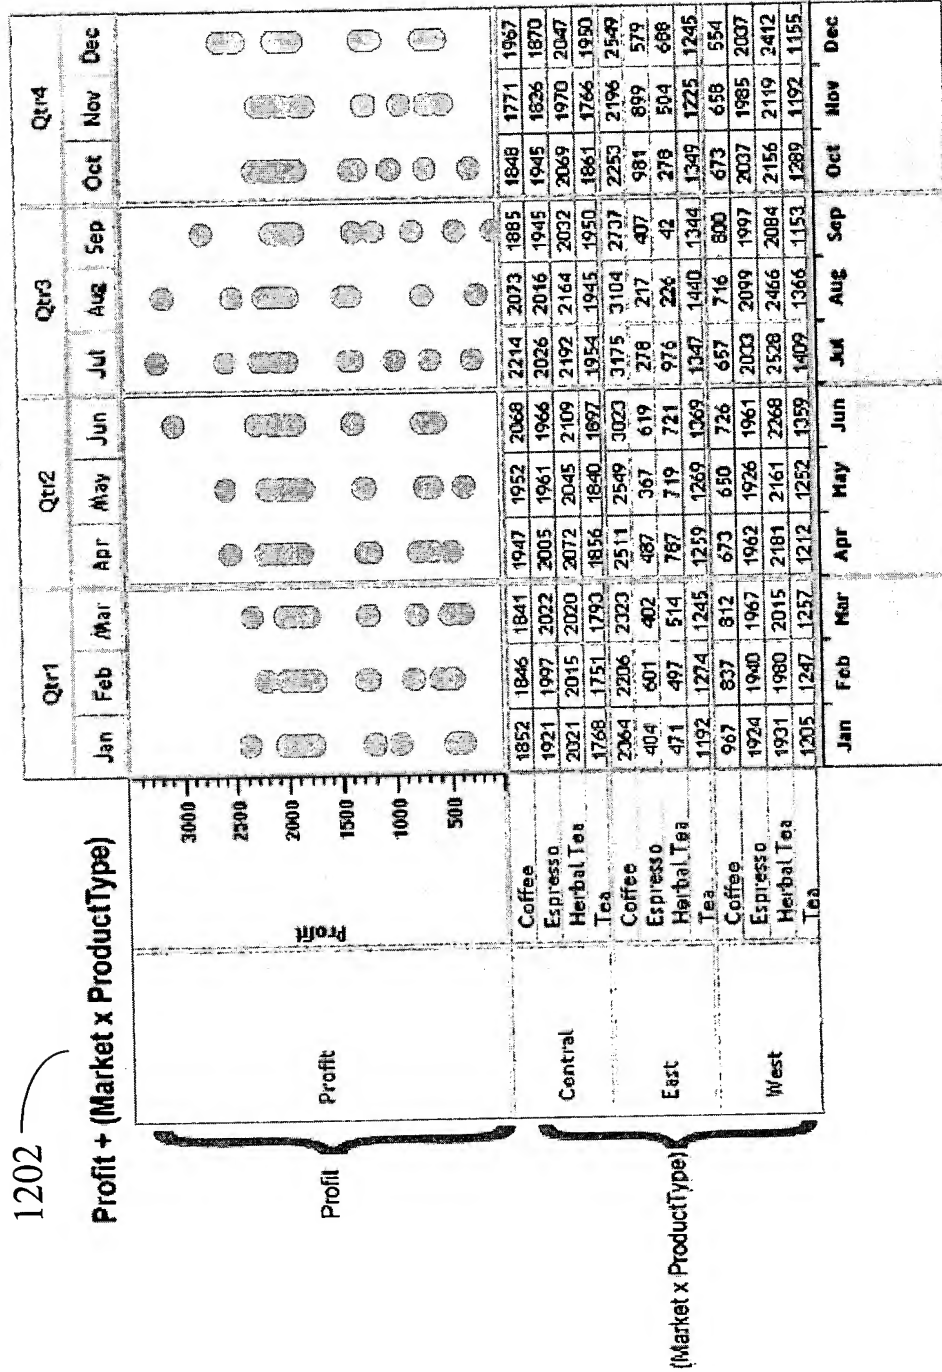 1202
Profit + (Market x ProductType)
Qtr1 Qtr2 Qtr3 Qtr4
Jan Feb Mar Apr May Jun Jul Aug Sep Oct Nov Dec
Profit
Profit
Profit
3000
2500
2000
1500
1000
500
(Market x ProductType)
Central
Coffee 1852 1846 1841 1947 1952 2068 2214 2073 1885 1848 1771 1967
Espresso 1921 1997 2022 2005 1961 1966 2026 2016 1945 1945 1826 1870
Herbal Tea 2021 2015 2020 2072 2045 2109 2192 2164 2032 2069 1970 2047
Tea 1768 1751 1793 1856 1840 1897 1954 1945 1950 1861 1766 1950
East
Coffee 2364 2206 2323 2511 2549 3023 3175 3104 2737 2253 2196 2549
Espresso 404 601 402 487 367 619 278 217 407 981 899 579
Herbal Tea 471 497 514 787 719 721 976 226 42 278 504 688
Tea 1192 1274 1245 1259 1269 1369 1347 1440 1344 1349 1225 1245
West
Coffee 967 837 812 673 650 726 657 716 800 673 658 554
Espresso 1924 1940 1967 1962 1926 1961 2033 2099 1997 2037 1985 2037
Herbal Tea 1931 1980 2015 2181 2161 2268 2528 2466 2084 2156 2119 2412
Tea 1205 1247 1257 1212 1252 1359 1409 1366 1153 1289 1192 1155
Jan Feb Mar Apr May Jun Jul Aug Sep Oct Nov Dec